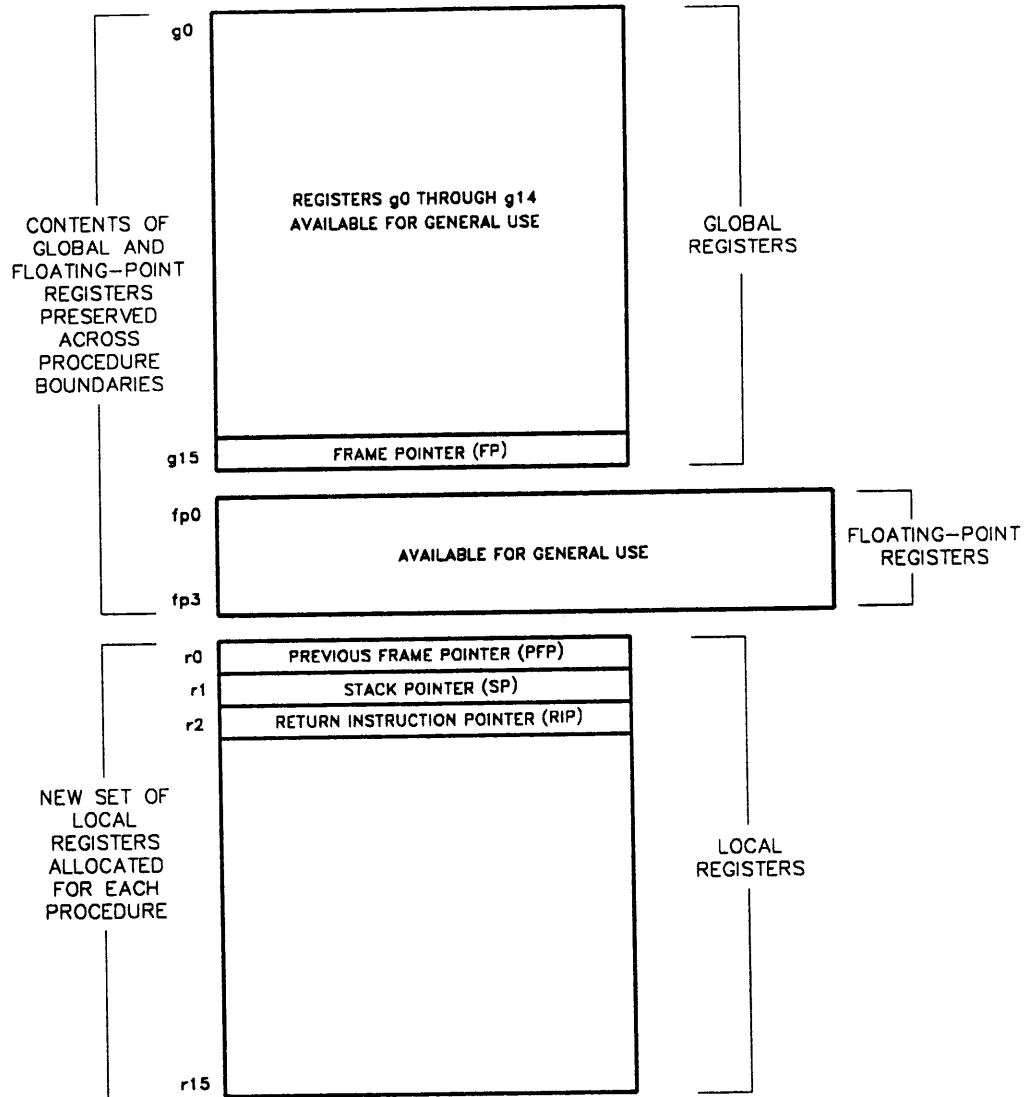 g0
REGISTERS g0 THROUGH g14
AVAILABLE FOR GENERAL USE
CONTENTS OF
GLOBAL AND
FLOATING-POINT
REGISTERS
PRESERVED
ACROSS
PROCEDURE
BOUNDARIES
GLOBAL
REGISTERS
g15
FRAME POINTER (FP)
fp0
AVAILABLE FOR GENERAL USE
FLOATING-POINT
REGISTERS
fp3
r0
PREVIOUS FRAME POINTER (PFP)
r1
STACK POINTER (SP)
r2
RETURN INSTRUCTION POINTER (RIP)
NEW SET OF
LOCAL
REGISTERS
ALLOCATED
FOR EACH
PROCEDURE
LOCAL
REGISTERS
r15